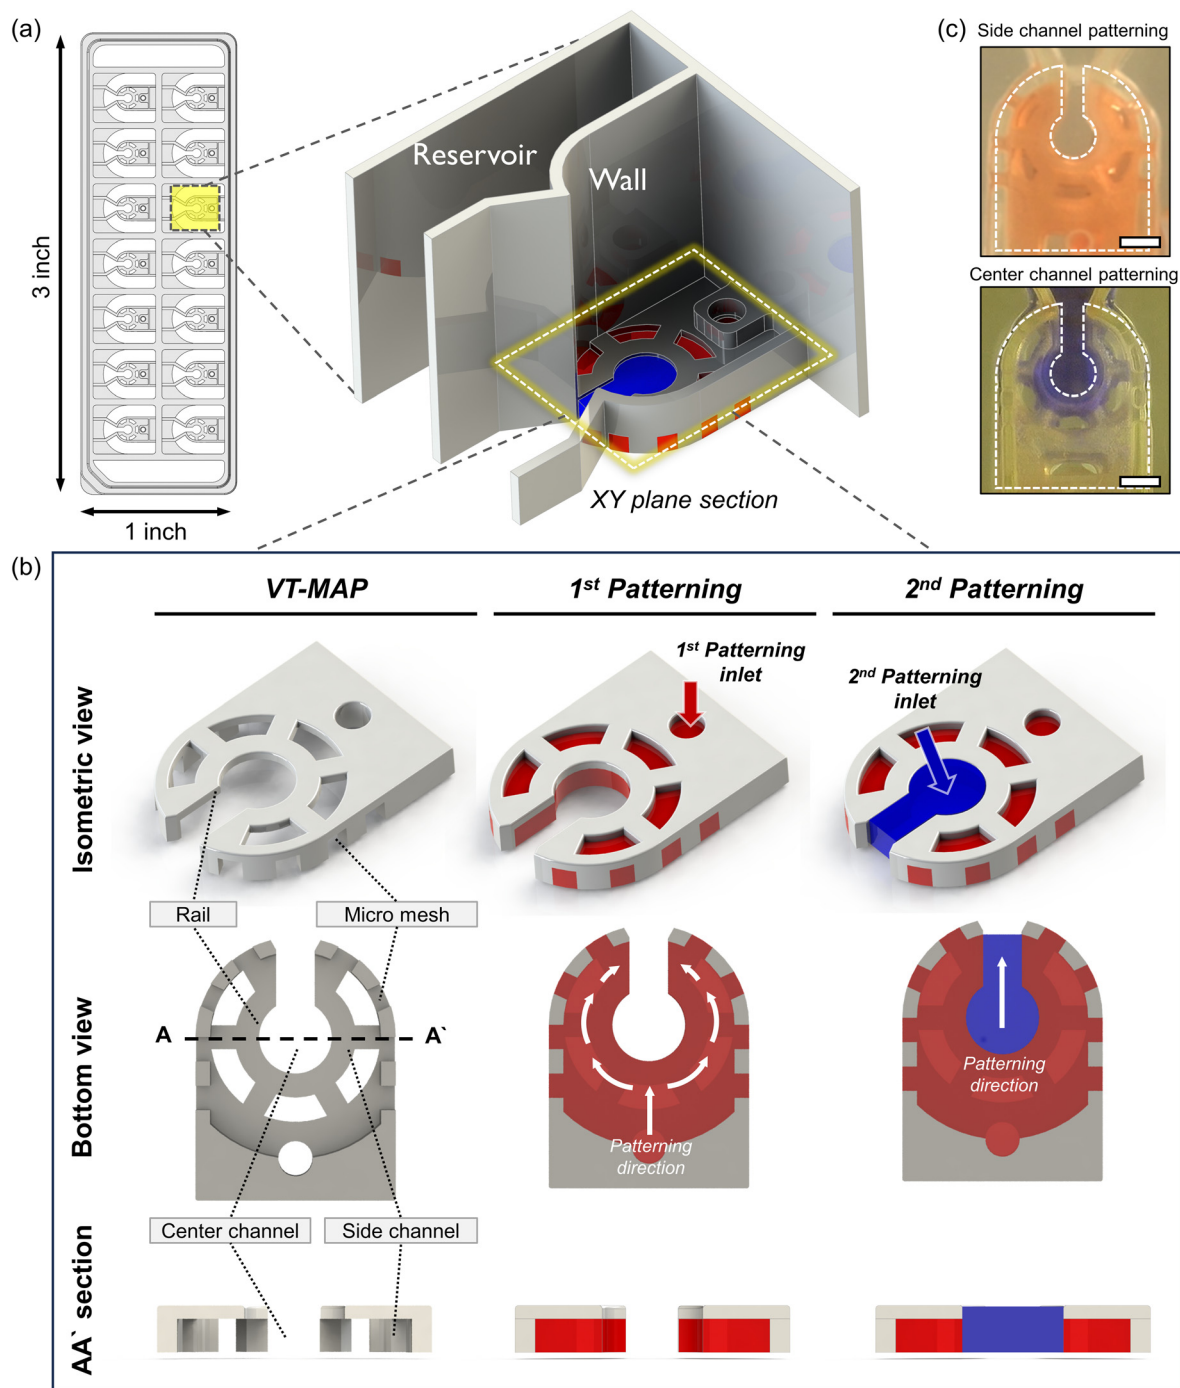 (a)
3 inch
1 inch
Reservoir
Wall
XY plane section
(c)
Side channel patterning
Center channel patterning
(b)
VT-MAP
1st Patterning
2nd Patterning
Isometric view
1st Patterning
inlet
2nd Patterning
inlet
Rail
Micro mesh
Bottom view
A
A`
Patterning
direction
Patterning
direction
Center channel
Side channel
AA` section